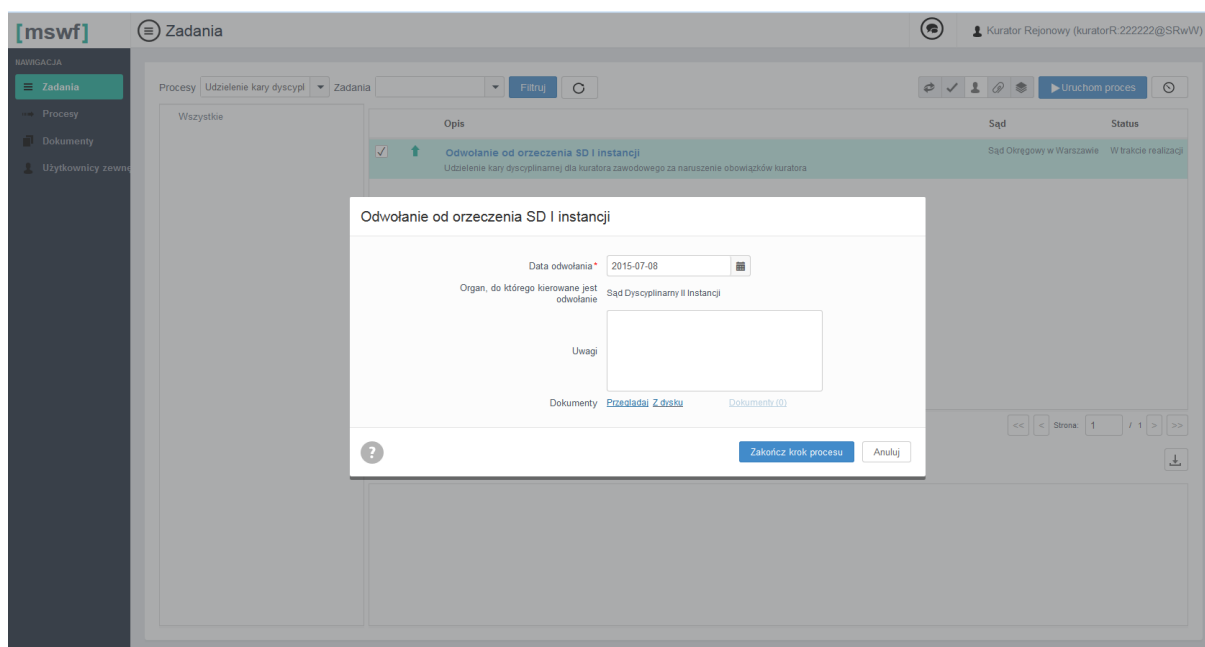 [mswf]
Zadania
Kurator Rejonowy (kuratorR:222222@SRwW)
NAWIGACJA
Zadania
Procesy
Dokumenty
Użytkownicy zewnę
Procesy Udzielenie kary dyscypl Zadania Filtruj Uruchom proces
Wszystkie
Opis Sąd Status
Odwołanie od orzeczenia SD I instancji Sąd Okręgowy w Warszawie W trakcie realizacji
Udzielenie kary dyscyplinarnej dla kuratora zawodowego za naruszenie obowiązków kuratora
Odwołanie od orzeczenia SD I instancji
Data odwołania* 2015-07-08
Organ, do którego kierowane jest
odwołanie
Sąd Dyscyplinarny II Instancji
Uwagi
Dokumenty Przeglądaj Z dysku Dokumenty (0)
<< < Strona: 1 / 1 > >>
? Zakończ krok procesu Anuluj